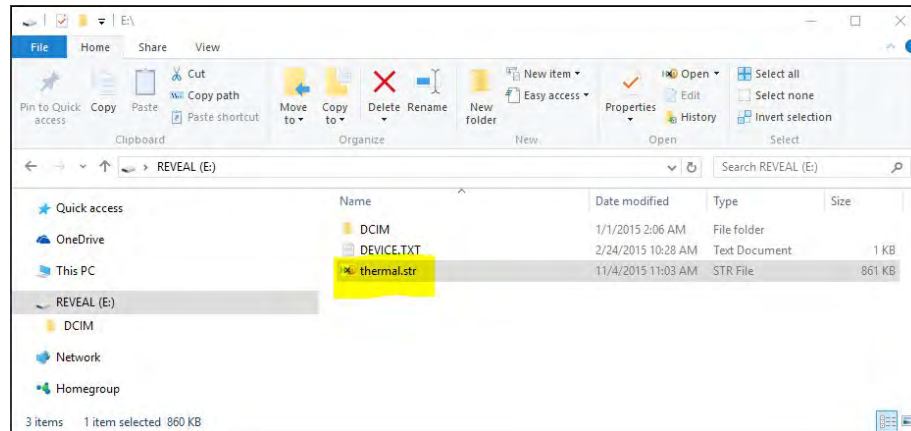 E:\
File Home Share View
Pin to Quick access
Copy
Paste
Cut
Copy path
Paste shortcut
Clipboard
Move to
Copy to
Delete
Rename
Organize
New folder
New item
Easy access
New
Properties
Open
Edit
History
Open
Select all
Select none
Invert selection
Select
REVEAL (E:)
Search REVEAL (E:)
Name Date modified Type Size
Quick access
OneDrive
This PC
REVEAL (E:)
DCIM
Network
Homegroup
DCIM 1/1/2015 2:06 AM File folder
DEVICE.TXT 2/24/2015 10:28 AM Text Document 1 KB
thermal.str 11/4/2015 11:03 AM STR File 861 KB
3 items 1 item selected 860 KB